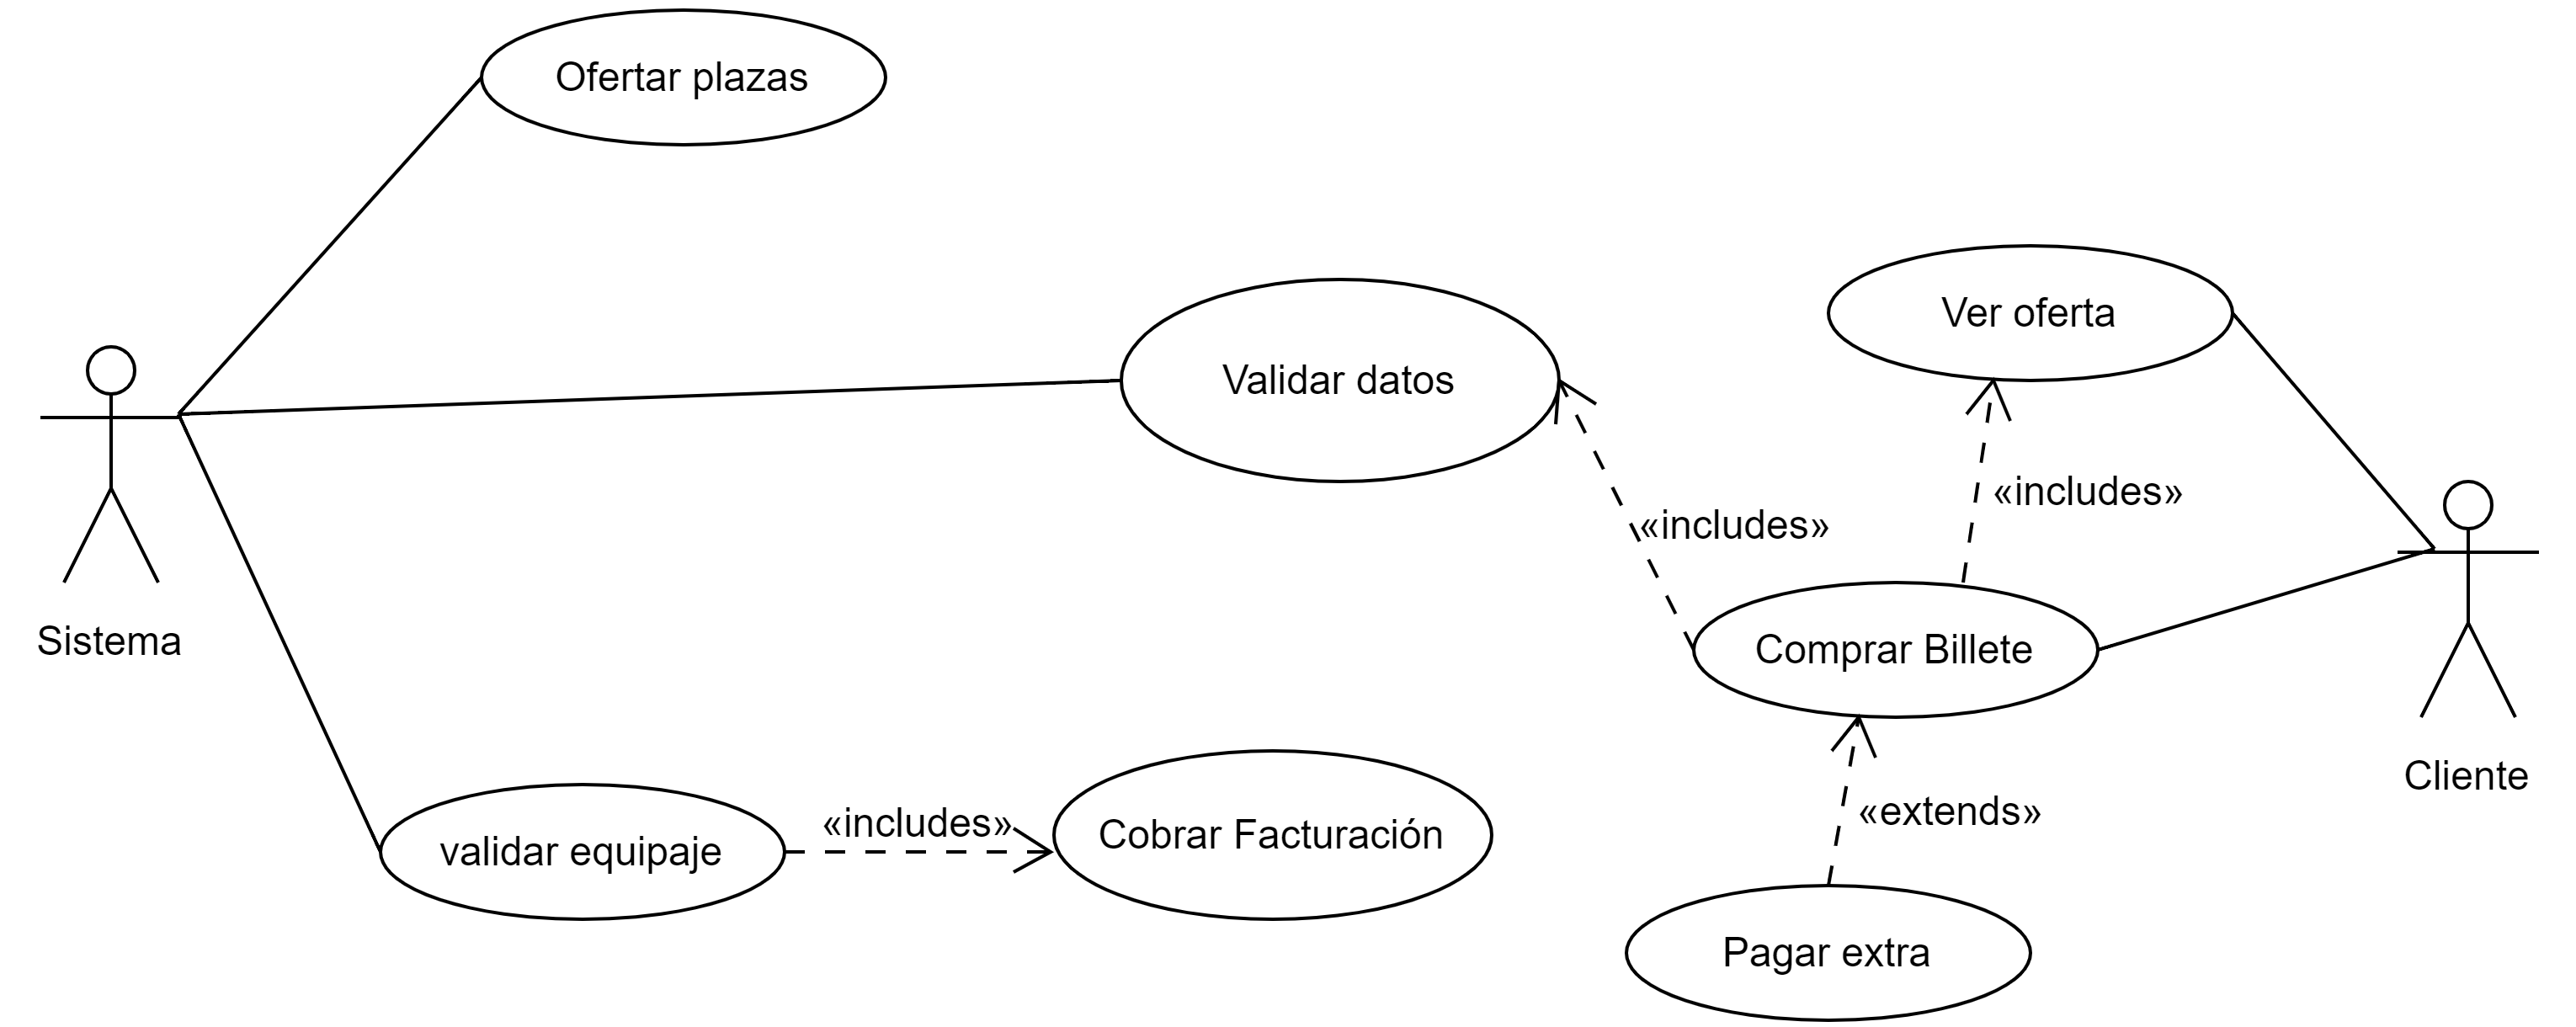 Ofertar plazas
Ver oferta
Validar datos
«includes»
«includes»
Sistema
Comprar Billete
Cliente
«extends»
«includes»
Cobrar Facturación
validar equipaje
Pagar extra